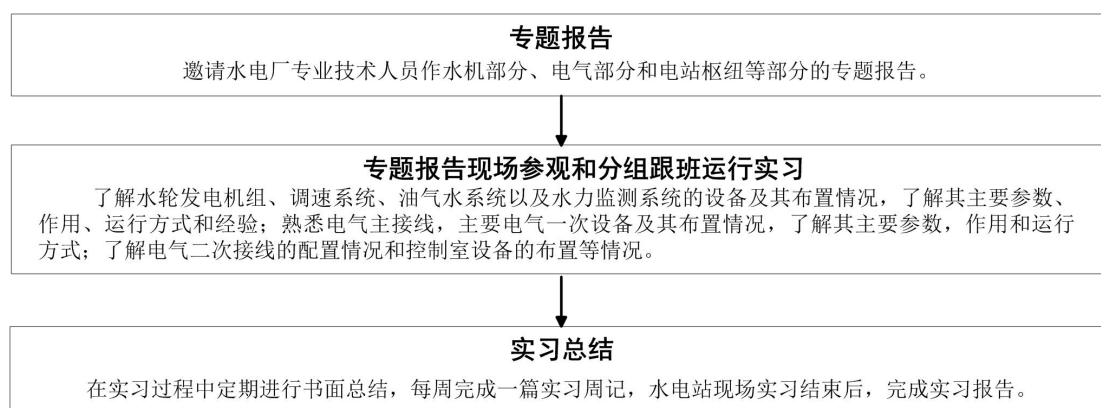 专题报告
邀请水电厂专业技术人员作水机部分、电气部分和电站枢纽等部分的专题报告。
专题报告现场参观和分组跟班运行实习
了解水轮发电机组、调速系统、油气水系统以及水力监测系统的设备及其布置情况，了解其主要参数、
作用、运行方式和经验；熟悉电气主接线，主要电气一次设备及其布置情况，了解其主要参数，作用和运行
方式；了解电气二次接线的配置情况和控制室设备的布置等情况。
实习总结
在实习过程中定期进行书面总结，每周完成一篇实习周记，水电站现场实习结束后，完成实习报告。